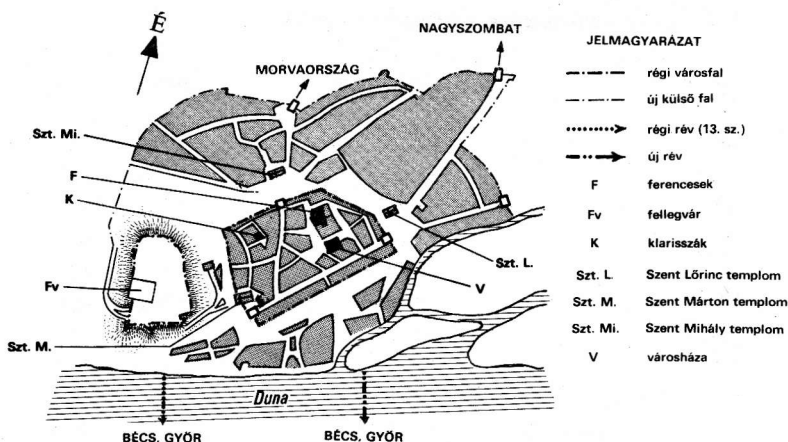 É
NAGYSZOMBAT
MORVAORSZÁG
Szt. Mi.
F
K
Fv
Szt. M.
Szt. L.
V
Duna
BÉCS, GYŐR
BÉCS, GYŐR
JELMAGYARÁZAT
régi városfal
új külső fal
régi rév (13. sz.)
új rév
F ferencesek
Fv fellegvár
K klarisszák
Szt. L. Szent Lőrinc templom
Szt. M. Szent Márton templom
Szt. Mi. Szent Mihály templom
V városháza